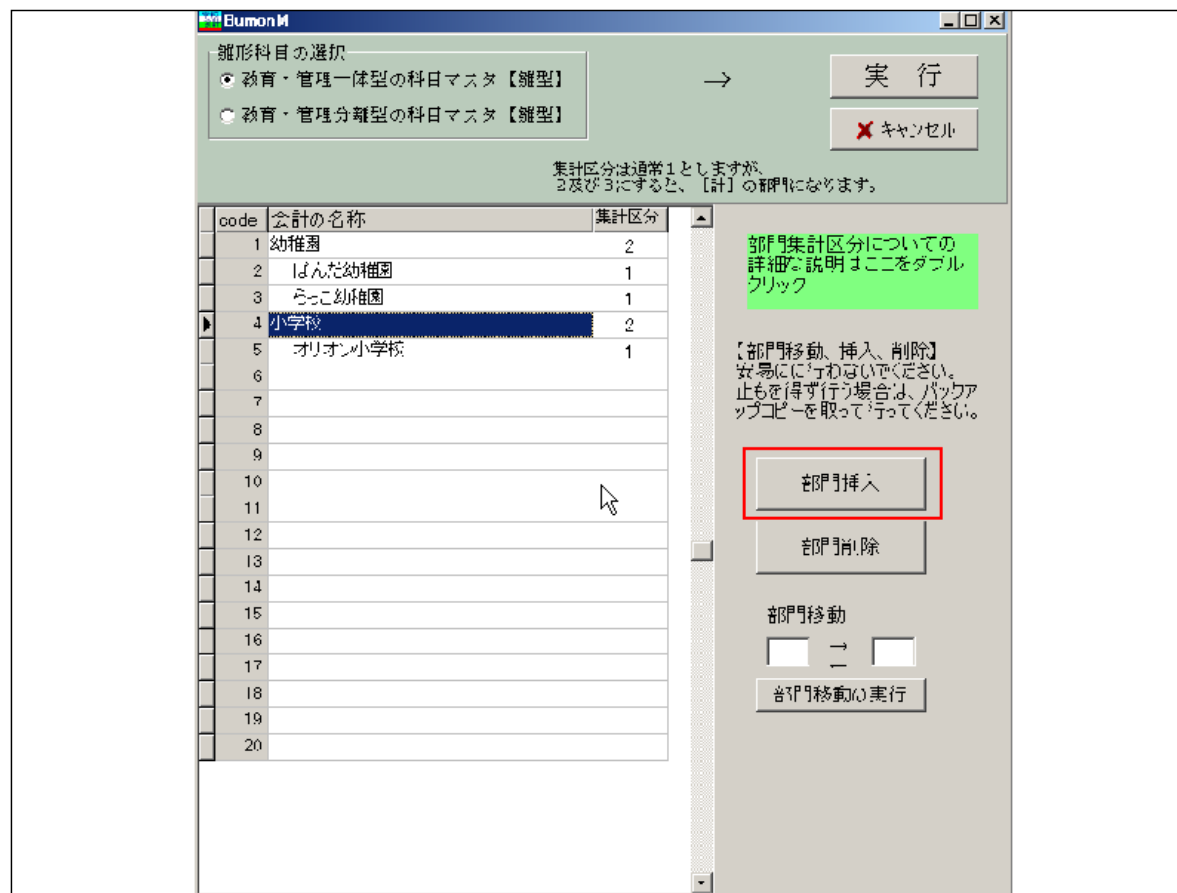 BumonM
雛形科目の選択
教育・管理一体型の科目マスタ【雛型】
教育・管理分離型の科目マスタ【雛型】
→
実 行
キャンセル
集計区分は通常1としますが、
2及び3にすると、［計］の部門になります。
code 会計の名称 集計区分
1 幼稚園 2
2 ぱんだ幼稚園 1
3 らっこ幼稚園 1
4 小学校 2
5 オリオン小学校 1
6
7
8
9
10
11
12
13
14
15
16
17
18
19
20
部門集計区分についての
詳細な説明はここをダブル
クリック
【部門移動、挿入、削除】
安易にに行わないでください。
止もを得ず行う場合は、バックア
ップコピーを取って行ってください。
部門挿入
部門削除
部門移動
→
部門移動の実行